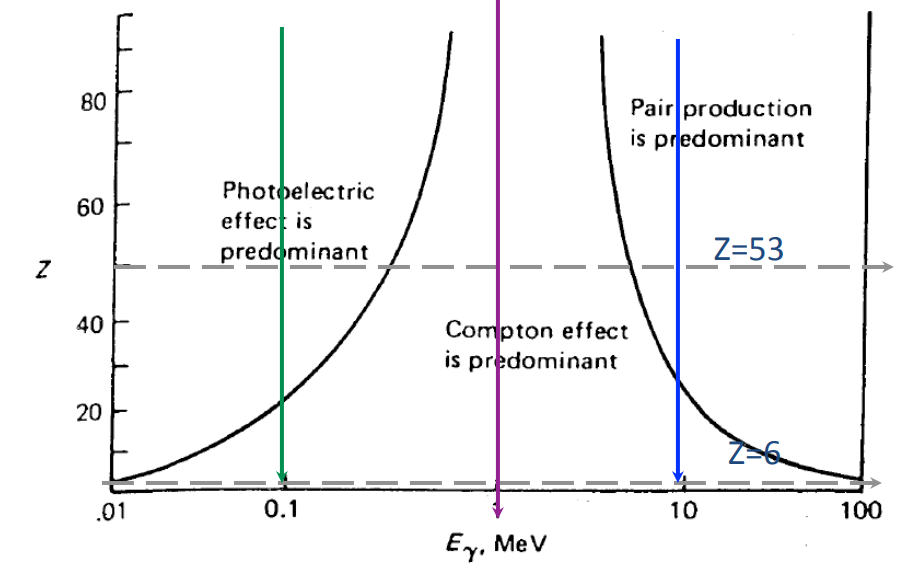 80
Pair production
is predominant
Photoelectric
effect is
predominant
60
Z=53
Z
40
Compton effect
is predominant
20
Z=6
.01
0.1
10
100
Eγ, MeV